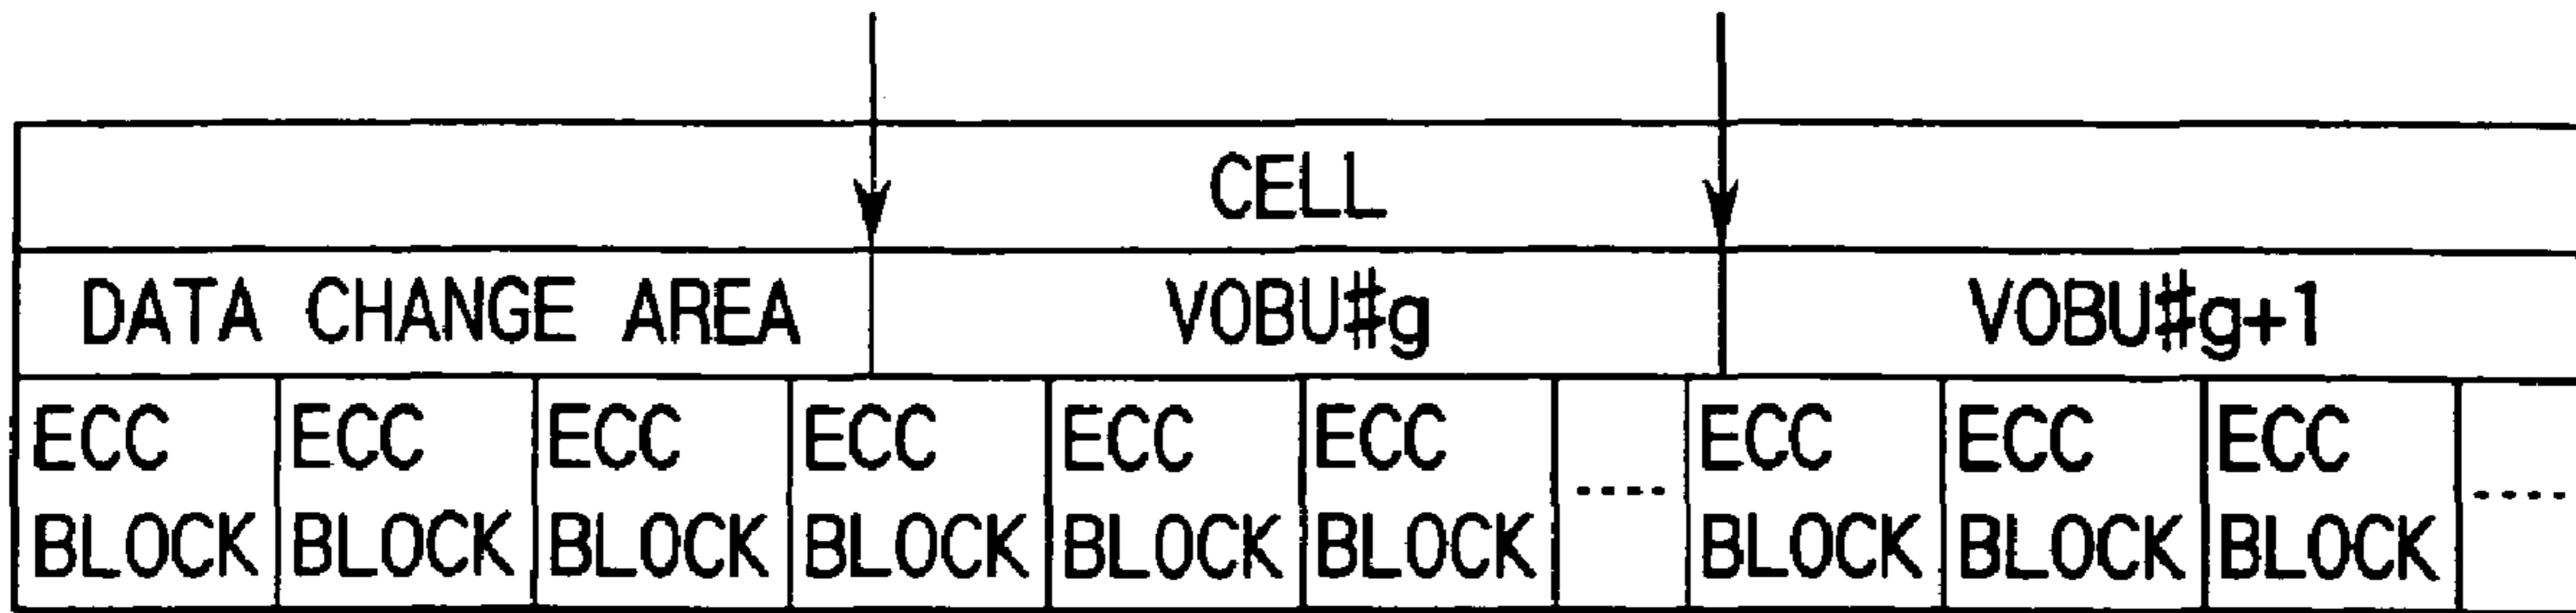 CELL
DATA CHANGE AREA VOBU#g VOBU#g+1
ECC ECC ECC ECC ECC ECC ECC ECC ECC
BLOCK BLOCK BLOCK BLOCK BLOCK BLOCK ---- BLOCK BLOCK BLOCK ----